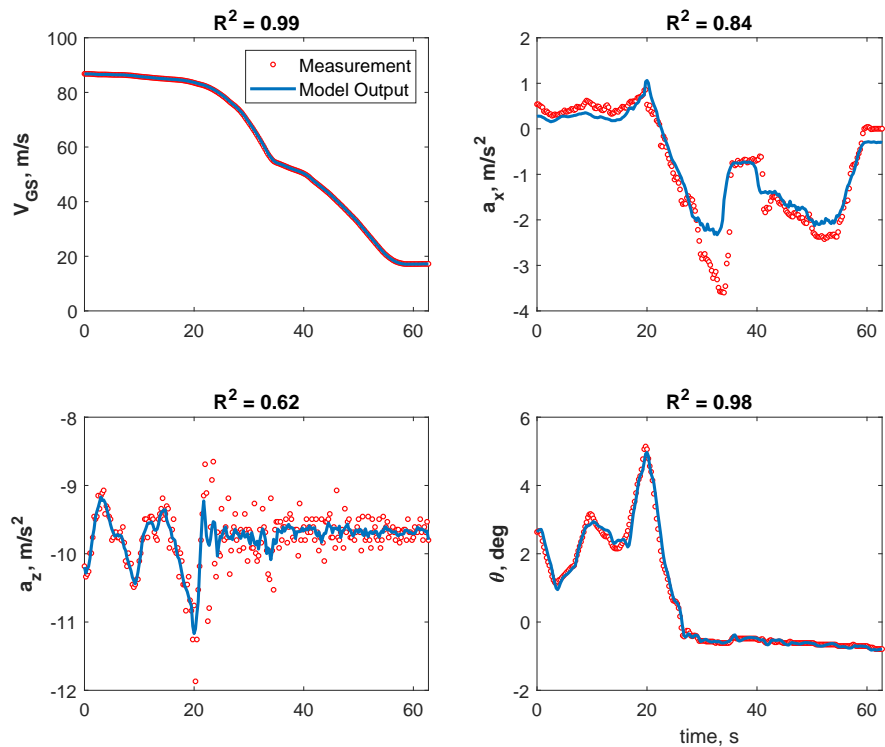 R² = 0.99
100
80
60
40
20
0
V_GS, m/s
Measurement
Model Output
0 20 40 60
R² = 0.84
2
1
0
-1
-2
-3
-4
a_x, m/s²
0 20 40 60
R² = 0.62
-8
-9
-10
-11
-12
a_z, m/s²
0 20 40 60
R² = 0.98
6
4
2
0
-2
θ, deg
0 20 40 60
time, s